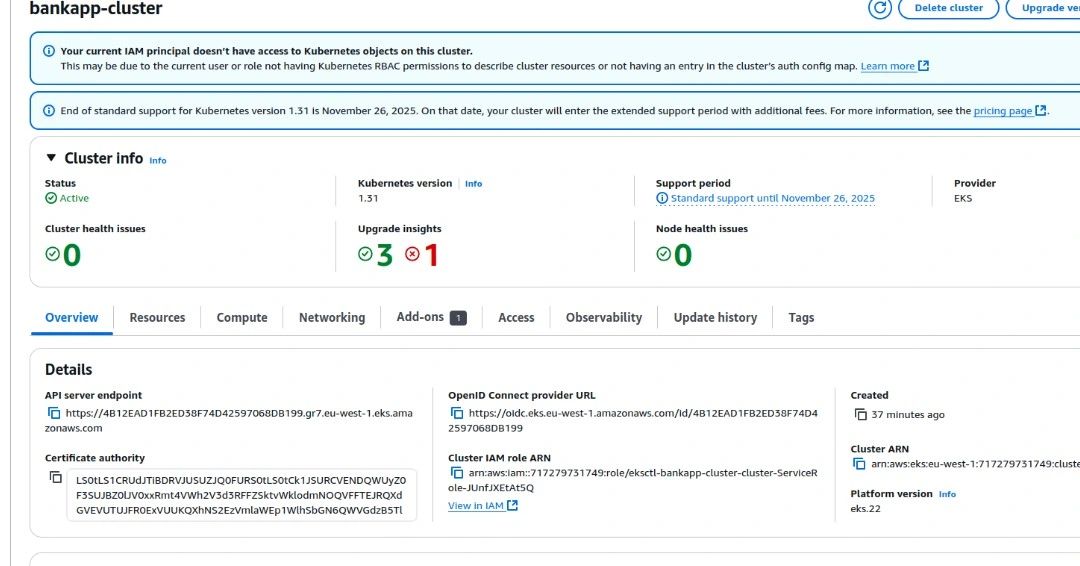 bankapp-cluster
Delete cluster
Upgrade ver
Your current IAM principal doesn't have access to Kubernetes objects on this cluster.
This may be due to the current user or role not having Kubernetes RBAC permissions to describe cluster resources or not having an entry in the cluster's auth config map. Learn more
End of standard support for Kubernetes version 1.31 is November 26, 2025. On that date, your cluster will enter the extended support period with additional fees. For more information, see the pricing page.
Cluster info Info
Status
Active
Kubernetes version Info
1.31
Support period
Standard support until November 26, 2025
Provider
EKS
Cluster health issues
0
Upgrade insights
3 1
Node health issues
0
Overview Resources Compute Networking Add-ons 1 Access Observability Update history Tags
Details
API server endpoint
https://4B12EAD1FB2ED38F74D42597068DB199.gr7.eu-west-1.eks.ama
zonaws.com
Certificate authority
LS0tLS1CRUdJTiBDRVJUSUZJQ0FURS0tLS0tCk1JSURCVENDQWUyZ0
F3SUJBZ0lJV0xxRmt4VWh2V3d3RFFZSktvWklodmNOQVFFTEJRQXd
GVEVUTUJFR0ExVUUKQXhNS2EzVmlaWEp1WlhSbGN6QWVGdzB5Tl
OpenID Connect provider URL
https://oidc.eks.eu-west-1.amazonaws.com/id/4B12EAD1FB2ED38F74D4
2597068DB199
Cluster IAM role ARN
arn:aws:iam::717279731749:role/eksctl-bankapp-cluster-cluster-ServiceR
ole-JUnfJXEtAt5Q
View in IAM
Created
37 minutes ago
Cluster ARN
arn:aws:eks:eu-west-1:717279731749:cluste
Platform version Info
eks.22